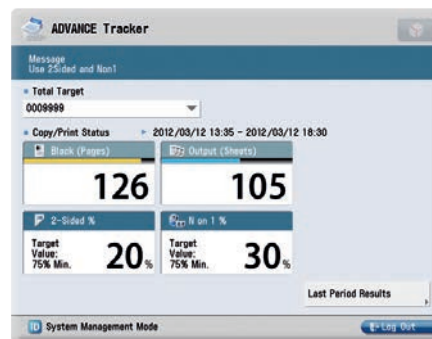 ADVANCE Tracker
Message
Use 2Sided and Non1
Total Target
0009999
Copy/Print Status 2012/03/12 13:35 - 2012/03/12 18:30
Black (Pages) Output (Sheets)
126 105
2-Sided % N on 1 %
Target Value: 75% Min. 20% Target Value: 75% Min. 30%
Last Period Results
ID System Management Mode Log Out